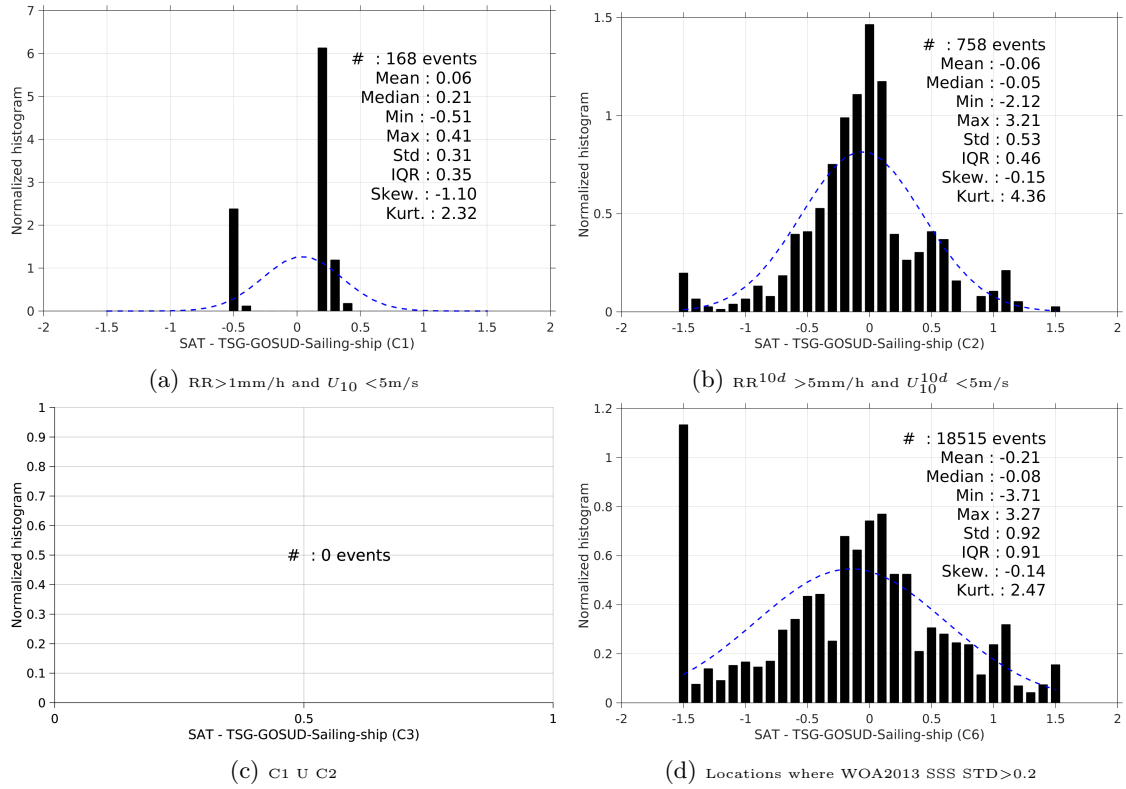 7
6
5
4
3
2
1
0
-2
-1.5
-1
-0.5
0
0.5
1
1.5
2
Normalized histogram
# : 168 events
Mean : 0.06
Median : 0.21
Min : -0.51
Max : 0.41
Std : 0.31
IQR : 0.35
Skew. : -1.10
Kurt. : 2.32
SAT - TSG-GOSUD-Sailing-ship (C1)
(a) RR>1mm/h and U10 <5m/s
1.5
1
0.5
0
-2
-1.5
-1
-0.5
0
0.5
1
1.5
2
Normalized histogram
# : 758 events
Mean : -0.06
Median : -0.05
Min : -2.12
Max : 3.21
Std : 0.53
IQR : 0.46
Skew. : -0.15
Kurt. : 4.36
SAT - TSG-GOSUD-Sailing-ship (C2)
(b) RR10d >5mm/h and U10d10 <5m/s
1
0.9
0.8
0.7
0.6
0.5
0.4
0.3
0.2
0.1
0
0
0.5
1
Normalized histogram
# : 0 events
SAT - TSG-GOSUD-Sailing-ship (C3)
(c) C1 U C2
1.2
1
0.8
0.6
0.4
0.2
0
-2
-1.5
-1
-0.5
0
0.5
1
1.5
2
Normalized histogram
# : 18515 events
Mean : -0.21
Median : -0.08
Min : -3.71
Max : 3.27
Std : 0.92
IQR : 0.91
Skew. : -0.14
Kurt. : 2.47
SAT - TSG-GOSUD-Sailing-ship (C6)
(d) Locations where WOA2013 SSS STD>0.2